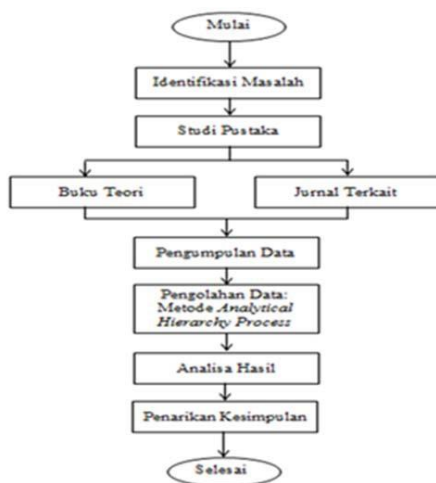 Mulai
Identifikasi Masalah
Studi Pustaka
Buku Teori
Jurnal Terkait
Pengumpulan Data
Pengolahan Data:
Metode Analytical
Hierarchy Process
Analisa Hasil
Penarikan Kesimpulan
Selesai